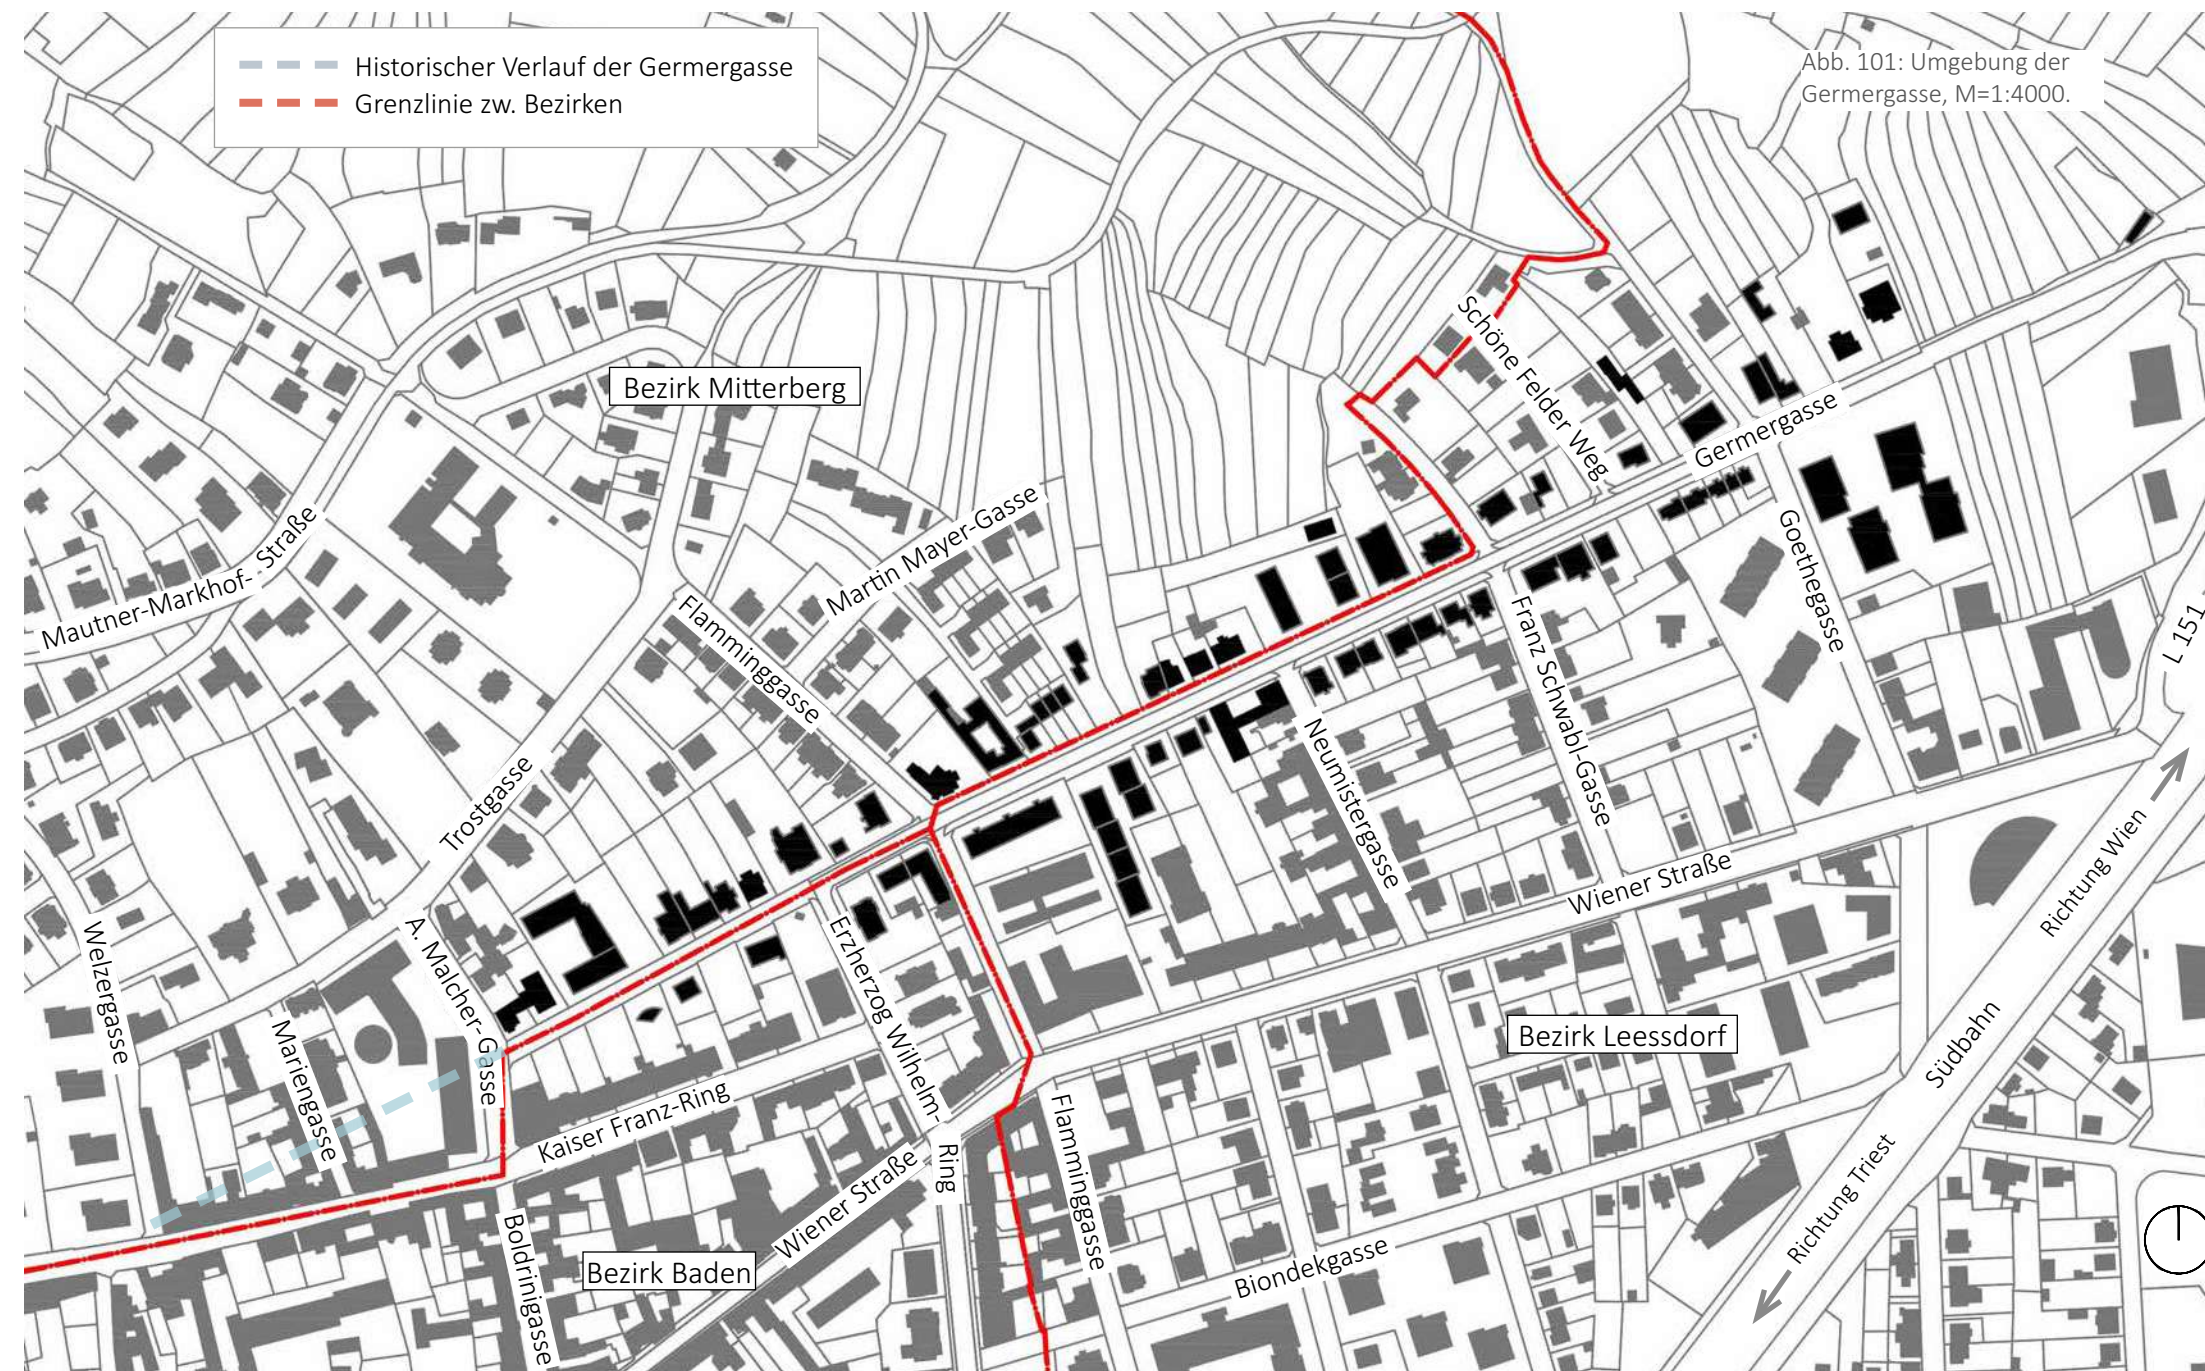 Historischer Verlauf der Germergasse
Grenzlinie zw. Bezirken
Abb. 101: Umgebung der
Germergasse, M=1:4000.
Schöne Felder Weg
Bezirk Mitterberg
Germergasse
Martin Mayer-Gasse
Mautner-Markhof- Straße
Goethegasse
Flamminggasse
Franz Schwabl-Gasse
L 151
Neumistergasse
Trostgasse
Wiener Straße
Richtung Wien
Welzergasse
A. Malcher-Gasse
Erzherzog Wilhelm- Ring
Mariengasse
Bezirk Leessdorf
Südbahn
Kaiser Franz-Ring
Flamminggasse
Wiener Straße
Richtung Triest
Boldrinigasse
Bezirk Baden
Biondekgasse